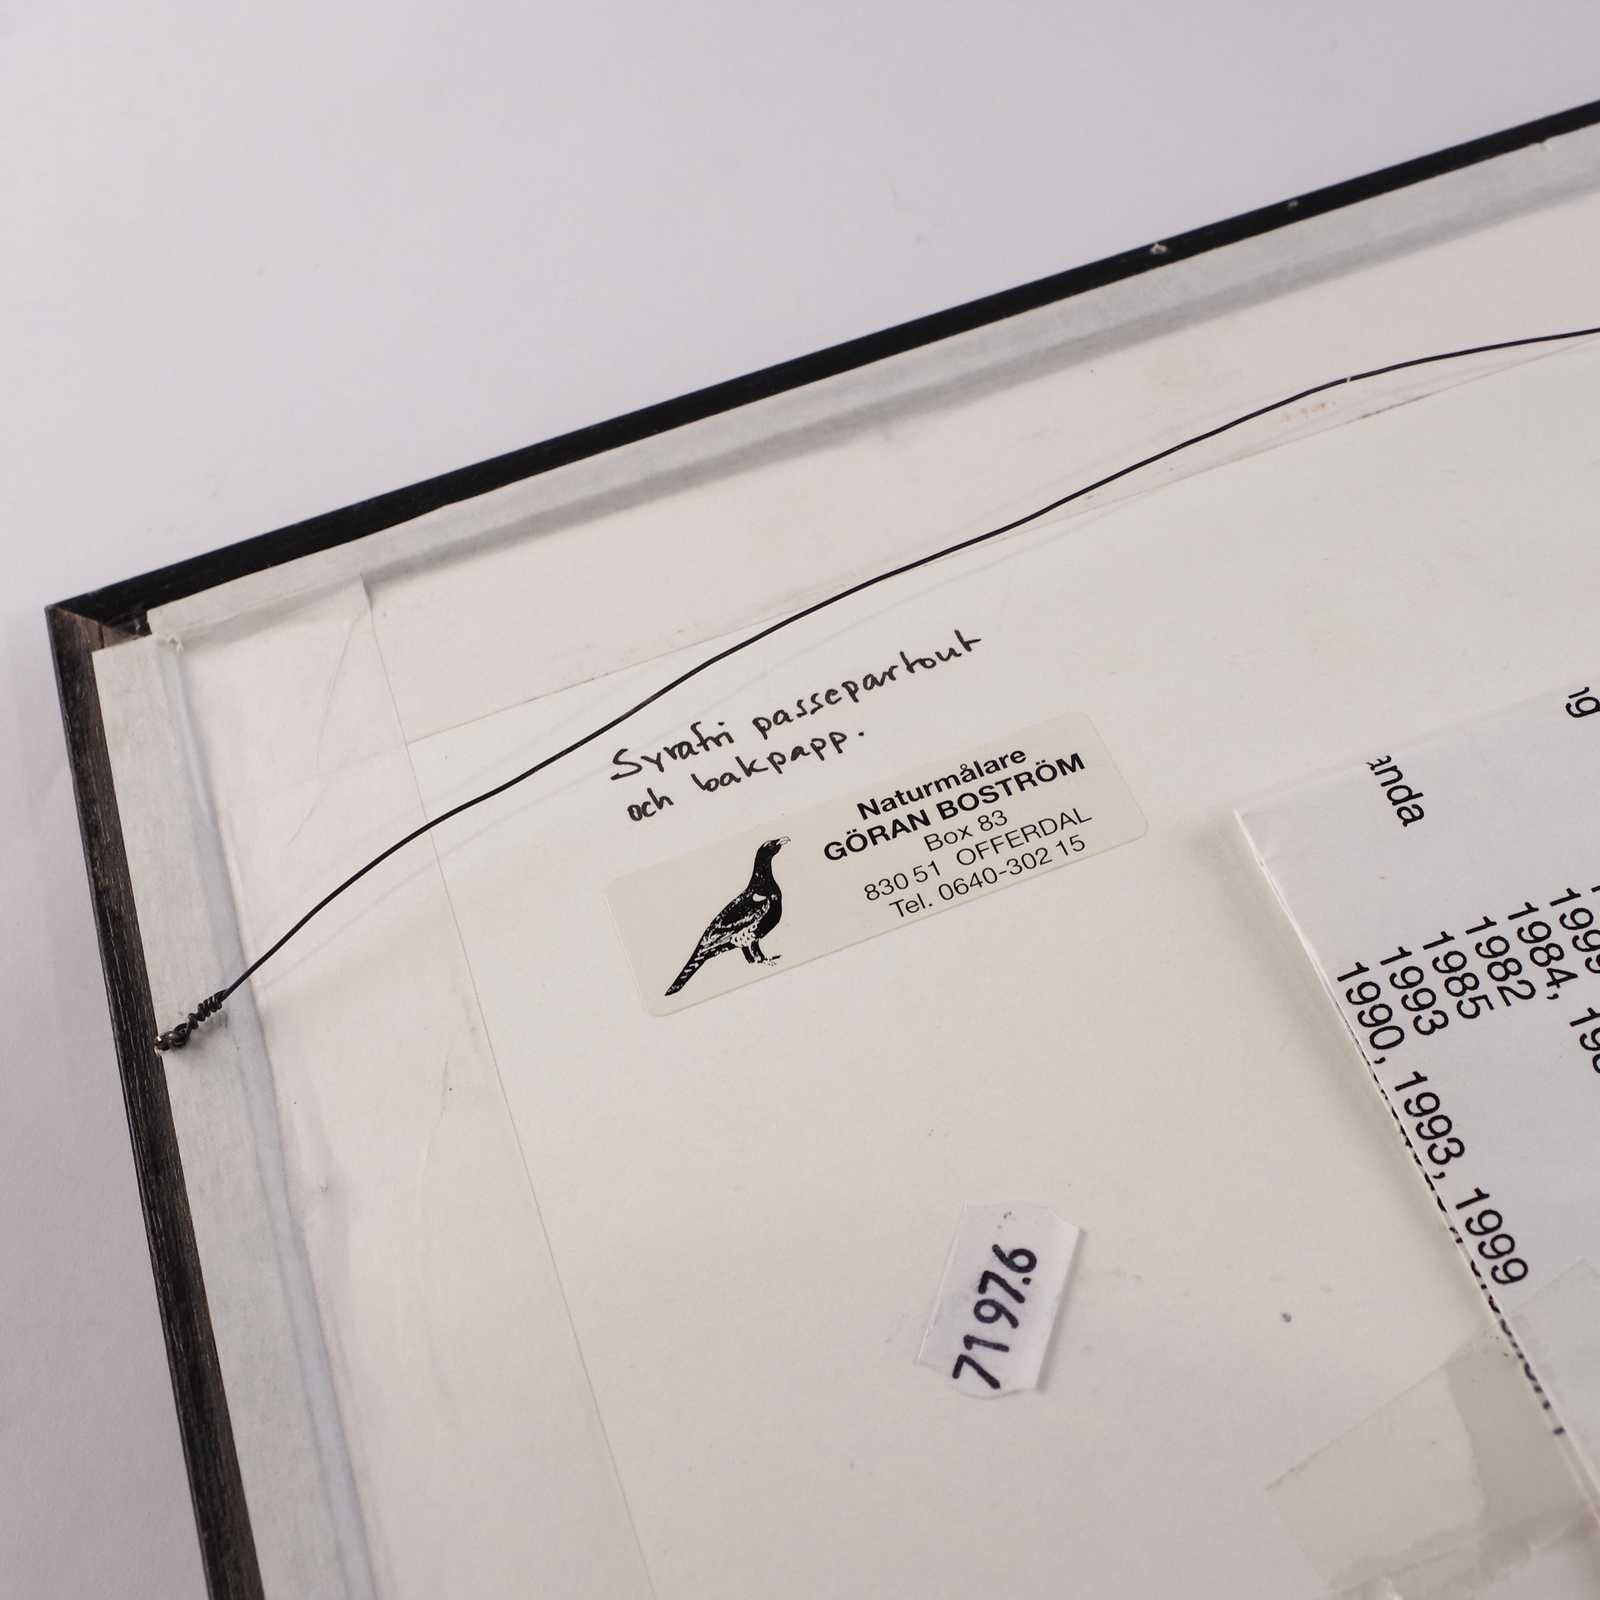 Syrafri passepartout
och bakpapp.
Naturmålare
GÖRAN BOSTRÖM
Box 83
830 51 OFFERDAL
Tel. 0640-302 15
7197.6
anda
1984,
1982
1985
1993
1990, 1993, 1999